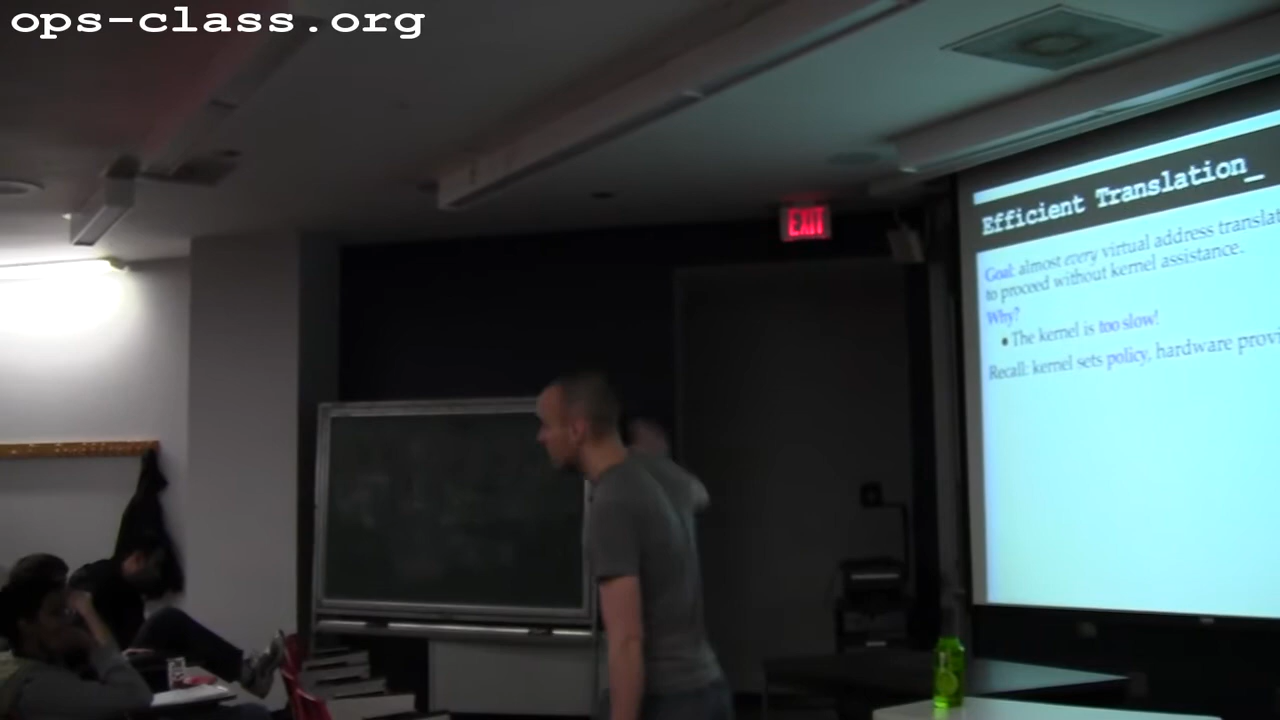 ops-class.org
EXIT
Efficient Translation_
Goal: almost every virtual address
to proceed without kernel assistance.
Why?
• The kernel is too slow!
Recall: kernel sets policy, hardware